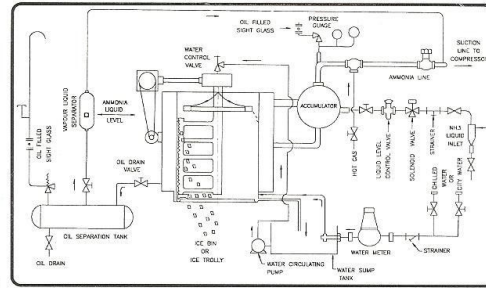 OIL FILLED
SIGHT GLASS
PRESSURE
GUAGE
WATER
CONTROL
VALVE
SUCTION
LINE TO
COMPRESSOR
AMMONIA LINE
ACCUMULATOR
VAPOUR LIQUID
SEPARATOR
AMMONIA
LIQUID
LEVEL
OIL FILLED
SIGHT GLASS
OIL DRAIN
VALVE
HOT GAS
LIQUID LEVEL
CONTROL VALVE
SOLENOID
VALVE
STRAINER
NH3
LIQUID
INLET
CHILLED
WATER
OR
CITY WATER
OIL SEPARATION TANK
OIL DRAIN
ICE BIN
OR
ICE TROLLY
WATER CIRCULATING
PUMP
WATER SUMP
TANK
WATER METER
STRAINER